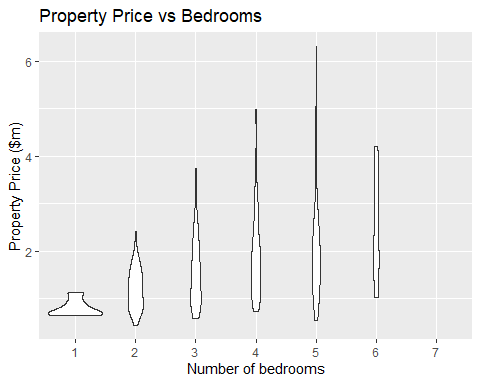 Property Price vs Bedrooms
Property Price ($m)
6
4
2
1 2 3 4 5 6 7
Number of bedrooms